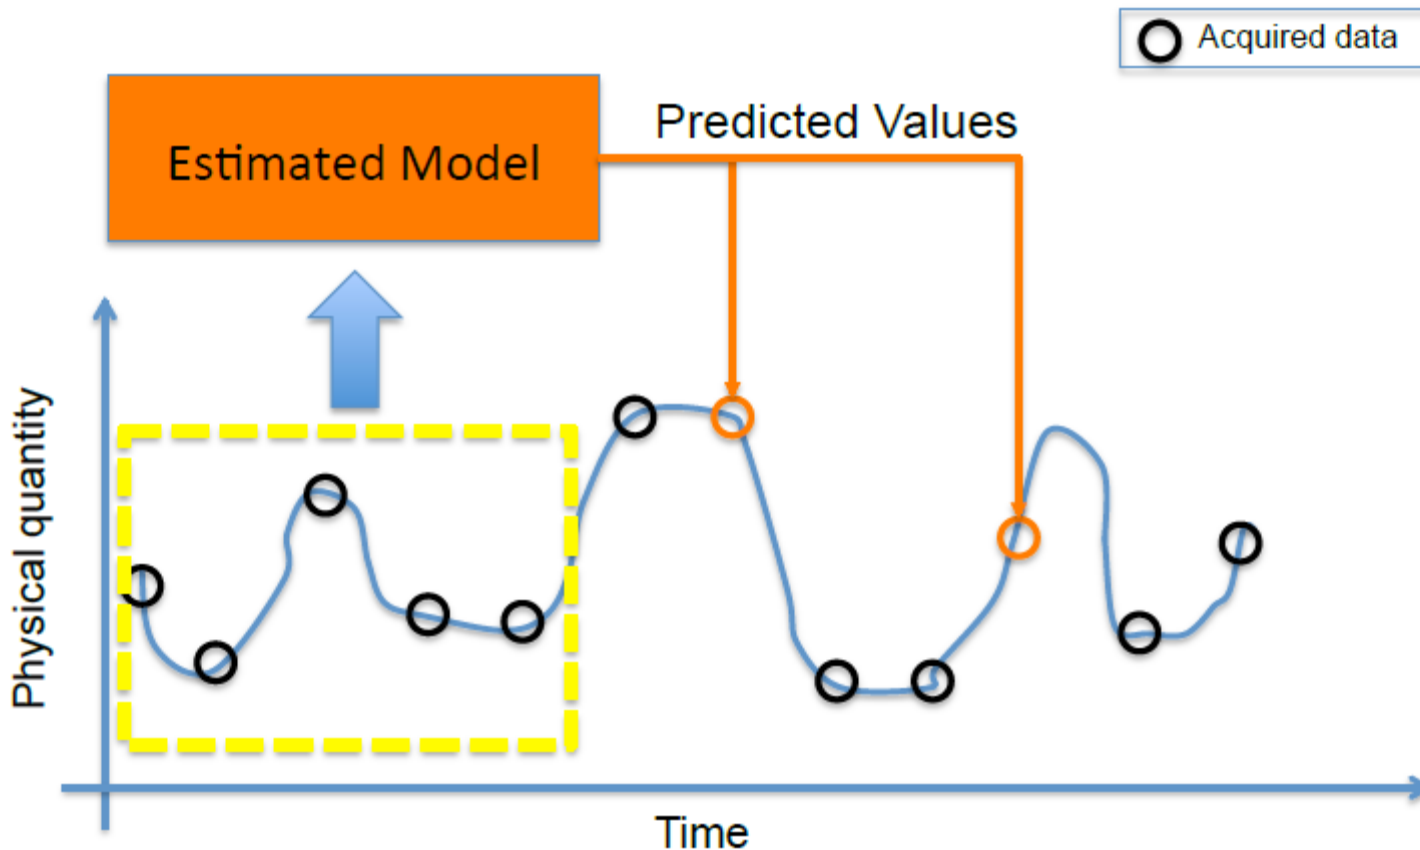 Acquired data
Predicted Values
Estimated Model
Physical quantity
Time